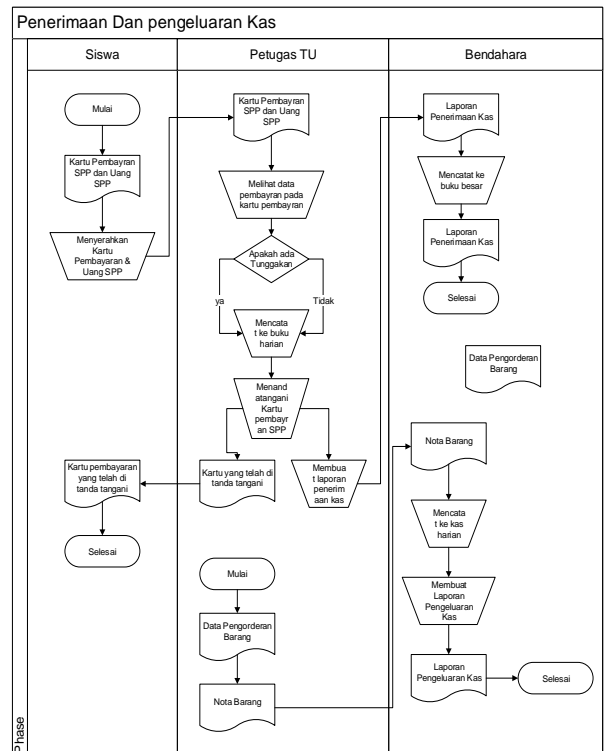 Penerimaan Dan pengeluaran Kas
Siswa
Petugas TU
Bendahara
Mulai
Kartu Pembayran
SPP dan Uang
SPP
Menyerahkan
Kartu
Pembayaran &
Uang SPP
Kartu pembayaran
yang telah di
tanda tangani
Selesai
Kartu Pembayran
SPP dan Uang
SPP
Melihat data
pembayran pada
kartu pembayran
Apakah ada
Tunggakan
ya
Tidak
Mencata
t ke buku
harian
Menand
atangani
Kartu
pembayr
an SPP
Kartu yang telah di
tanda tangani
Membua
t laporan
penerim
aan kas
Mulai
Data Pengorderan
Barang
Nota Barang
Laporan
Penerimaan Kas
Mencatat ke
buku besar
Laporan
Penerimaan Kas
Selesai
Data Pengorderan
Barang
Nota Barang
Mencata
t ke kas
harian
Membuat
Laporan
Pengeluaran
Kas
Laporan
Pengeluaran Kas
Selesai
Phase